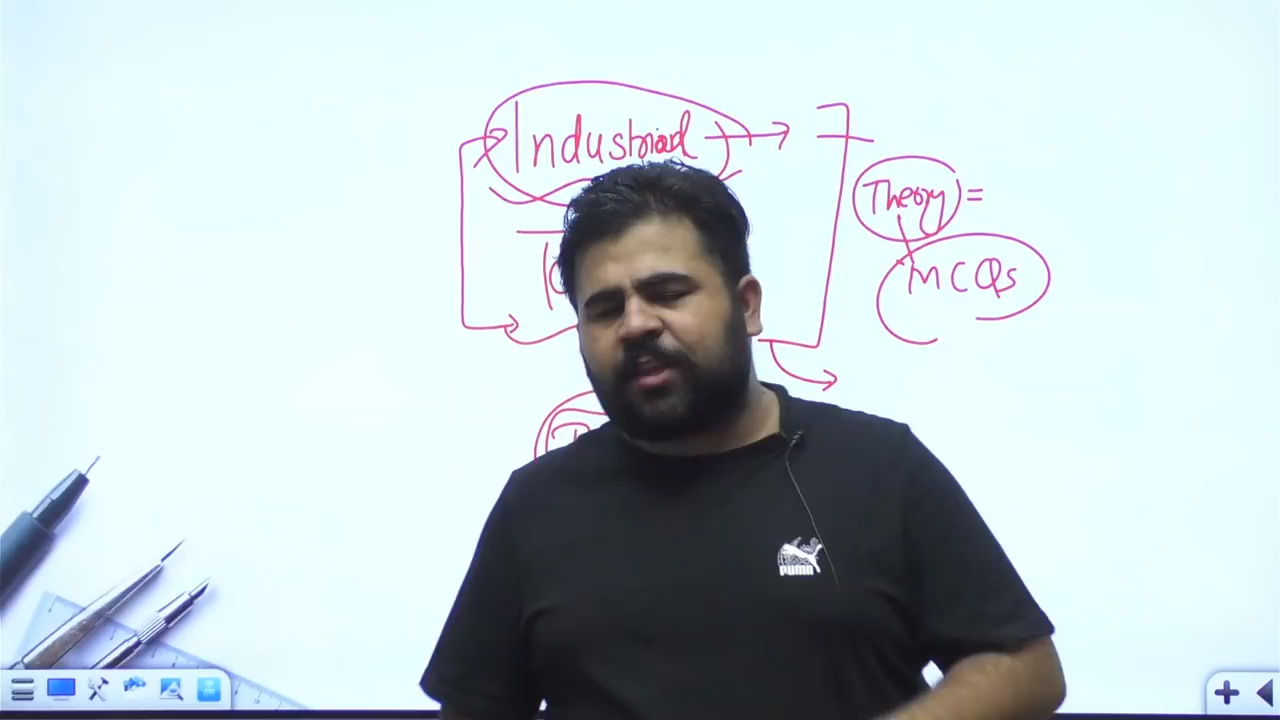 Industrial
Theory =
MCQs
PUMA